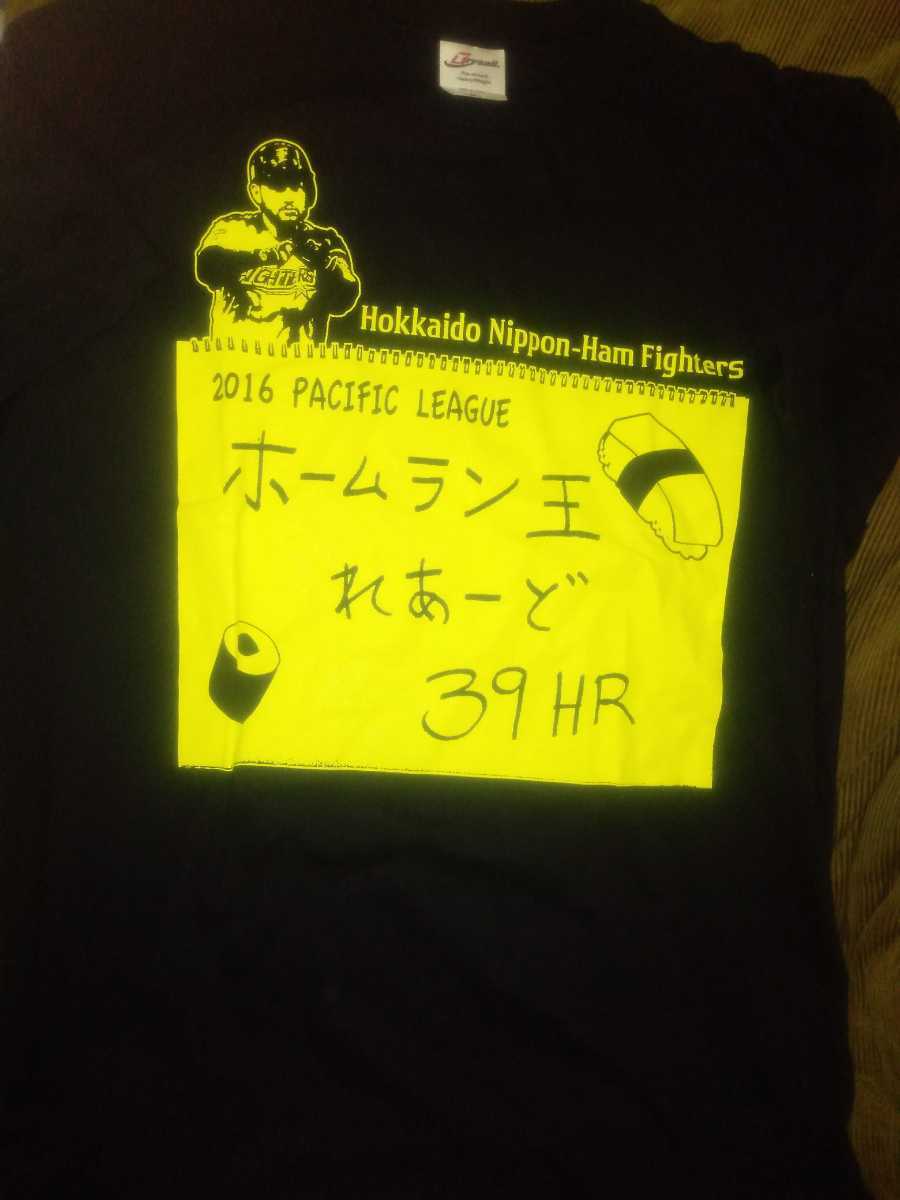 FIGHTERS
Hokkaido Nippon-Ham Fighters
2016 PACIFIC LEAGUE
ホームラン王
れあーど
39 HR